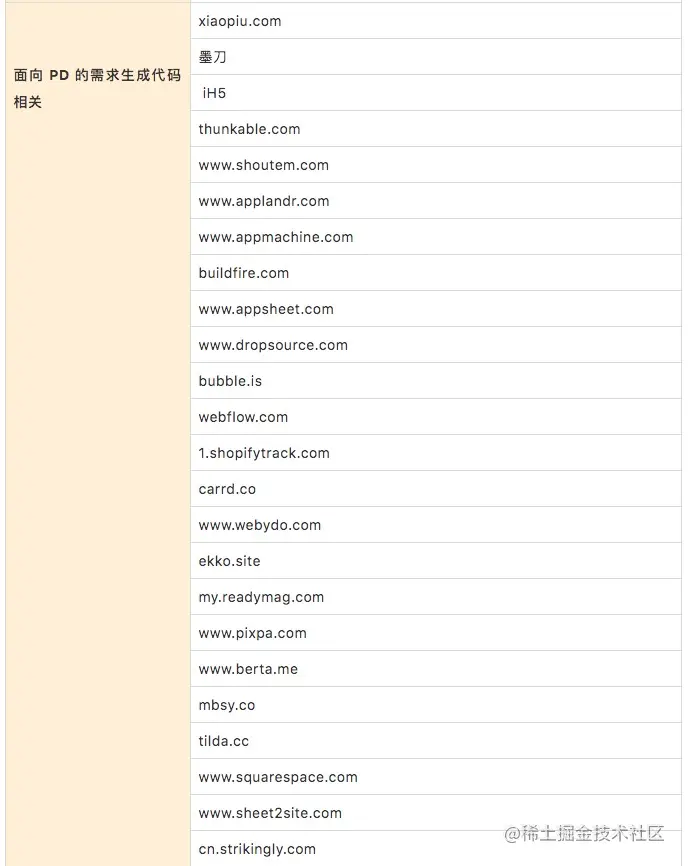 面向 PD 的需求生成代码
相关
xiaopiu.com
墨刀
iH5
thunkable.com
www.shoutem.com
www.applandr.com
www.appmachine.com
buildfire.com
www.appsheet.com
www.dropsource.com
bubble.is
webflow.com
1.shopifytrack.com
carrd.co
www.webydo.com
ekko.site
my.readymag.com
www.pixpa.com
www.berta.me
mbsy.co
tilda.cc
www.squarespace.com
www.sheet2site.com
@稀土掘金技术社区
cn.strikingly.com